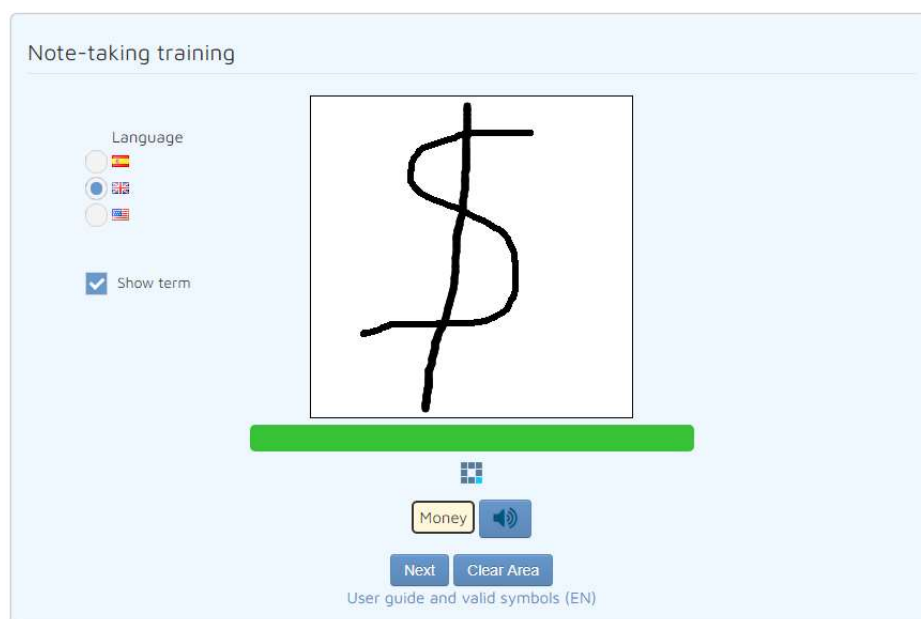 Note-taking training
Language
$
Show term
Money
Next Clear Area
User guide and valid symbols (EN)